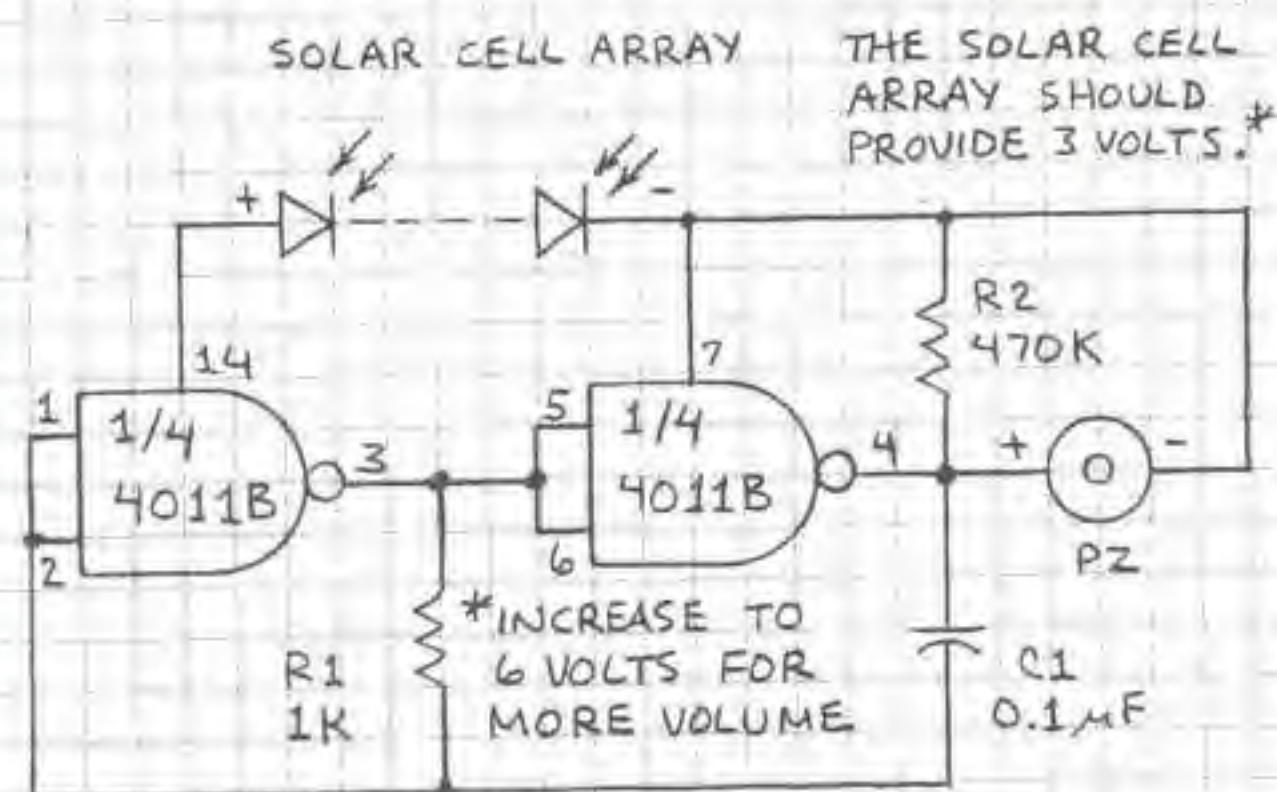 SOLAR CELL ARRAY
THE SOLAR CELL
ARRAY SHOULD
PROVIDE 3 VOLTS.*
+
-
14
7
R2
470K
1
2
1/4
4011B
3
5
6
1/4
4011B
4
+
-
PZ
R1
1K
*INCREASE TO
6 VOLTS FOR
MORE VOLUME
C1
0.1µF